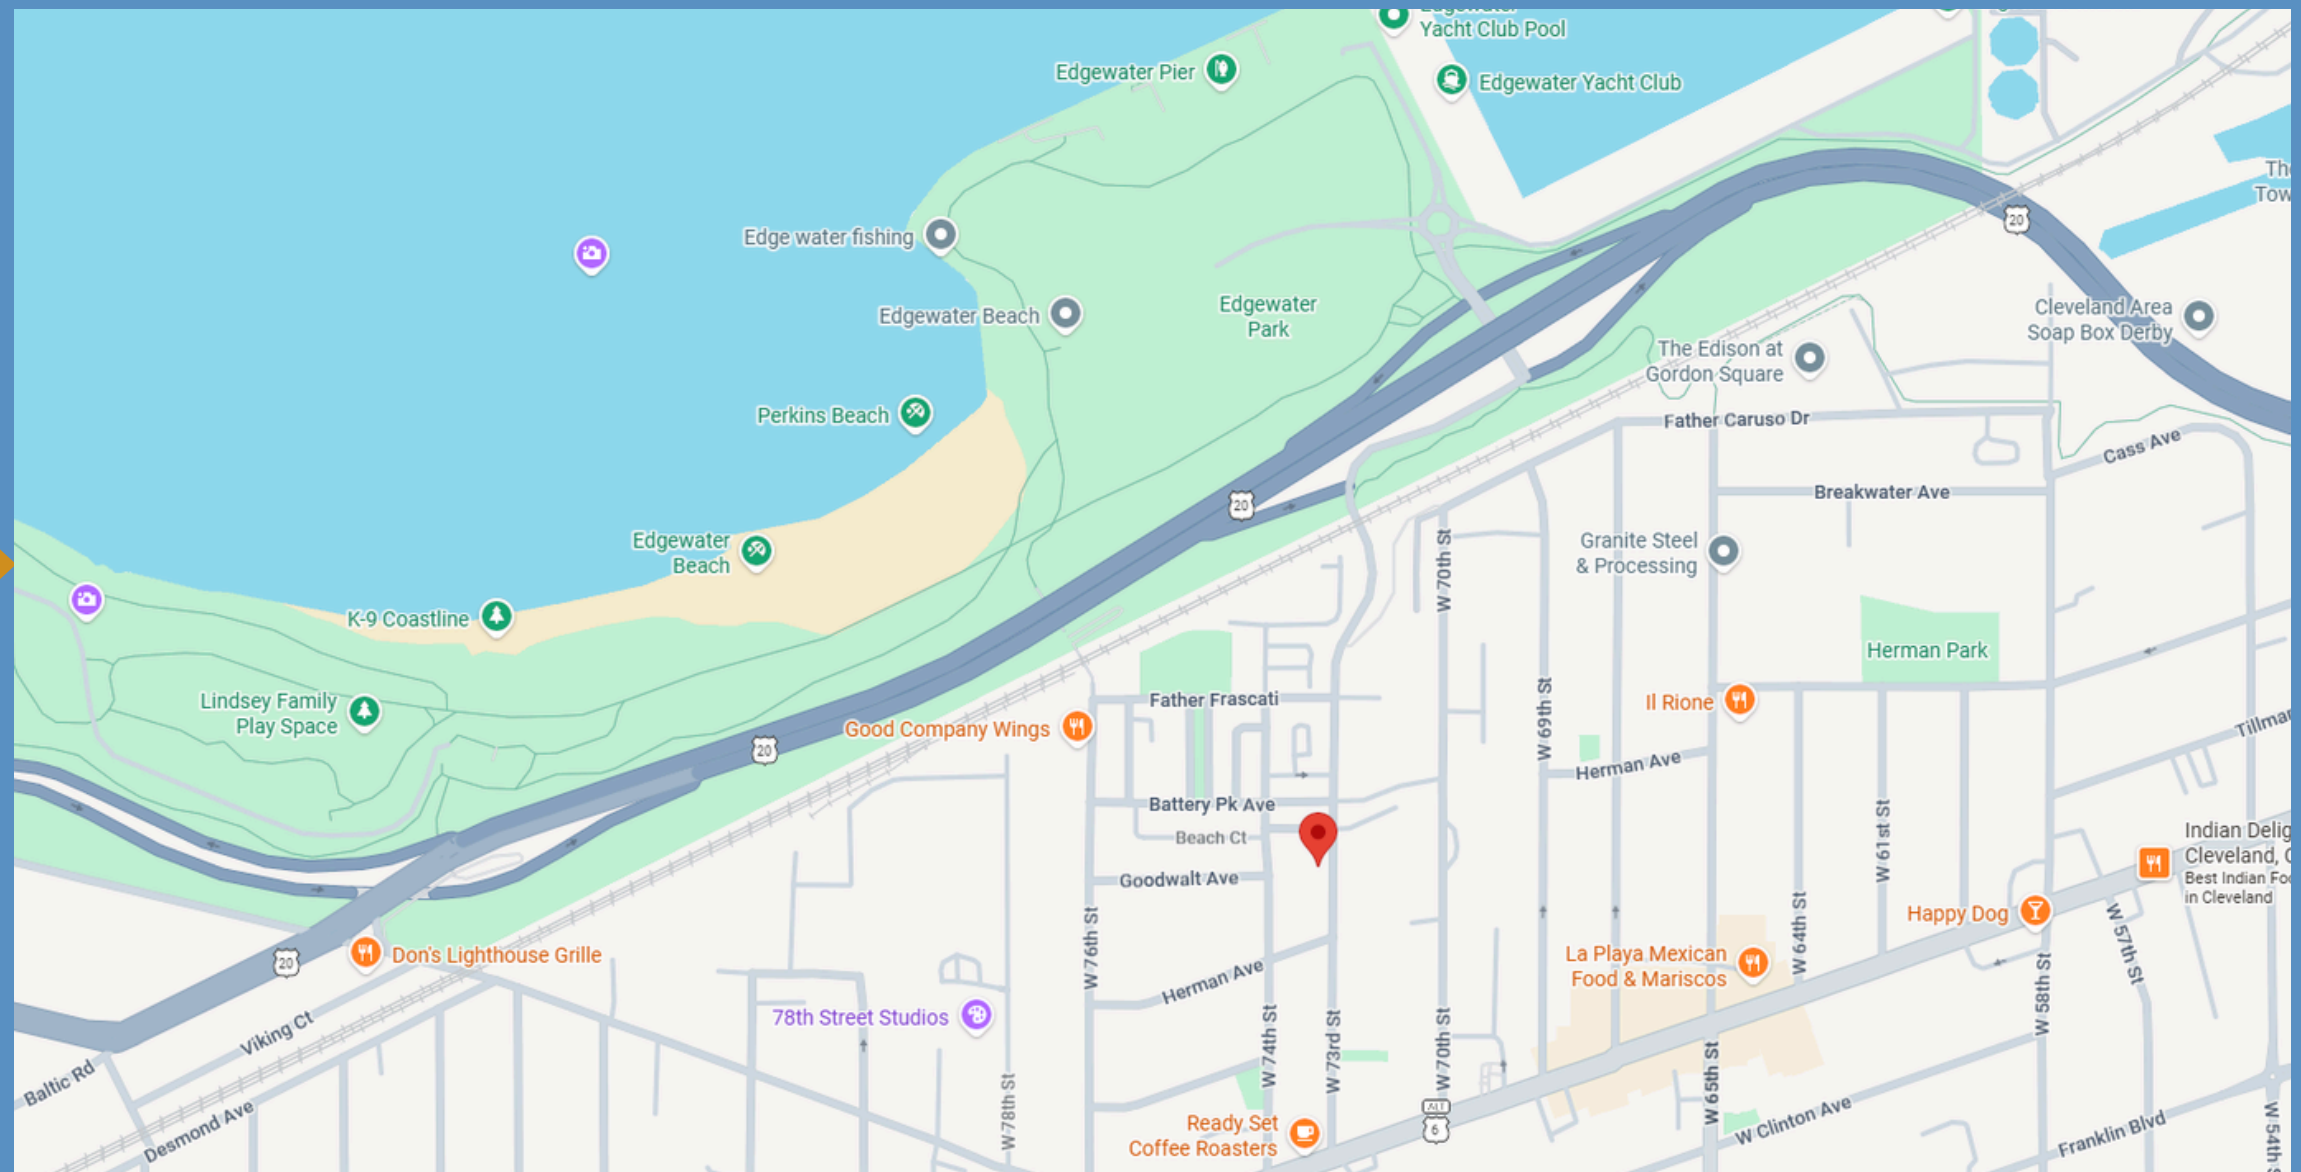 Yacht Club Pool
Edgewater Pier
Edgewater Yacht Club
Edge water fishing
20
Edgewater Beach
Edgewater
Park
Cleveland Area
Soap Box Derby
The Edison at
Gordon Square
Perkins Beach
Father Caruso Dr
Cass Ave
20
Breakwater Ave
Edgewater
Beach
W 70th St
Granite Steel
& Processing
K-9 Coastline
Herman Park
Lindsey Family
Play Space
Father Frascati
W 69th St
Il Rione
Good Company Wings
20
Herman Ave
Battery Pk Ave
Beach Ct
W 61st St
Indian Delig
Cleveland,
Best Indian Fo
in Cleveland
Goodwalt Ave
Happy Dog
W 76th St
W 64th St
W 57th St
Don's Lighthouse Grille
20
La Playa Mexican
Food & Mariscos
Herman Ave
W 58th St
78th Street Studios
Viking Ct
W 74th St
W 73rd St
W 70th St
Baltic Rd
W 65th St
W 78th St
ALT
6
Desmond Ave
Ready Set
Coffee Roasters
W Clinton Ave
Franklin Blvd
W 54th S